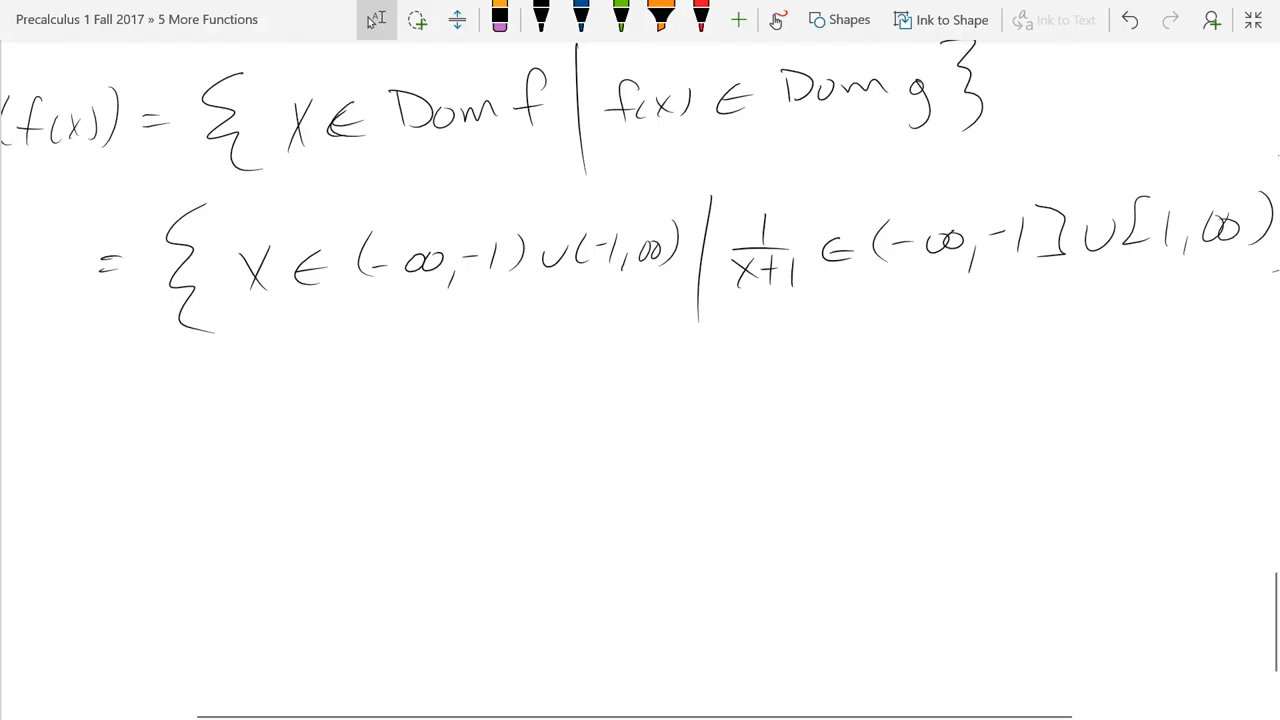 Precalculus 1 Fall 2017 » 5 More Functions
Shapes
Ink to Shape
Ink to Text
(f(x)) = { x ∈ Dom f | f(x) ∈ Dom g }
= { x ∈ (-∞, -1) ∪ (-1, ∞) | 1/(x+1) ∈ (-∞, -1] ∪ [1, ∞)